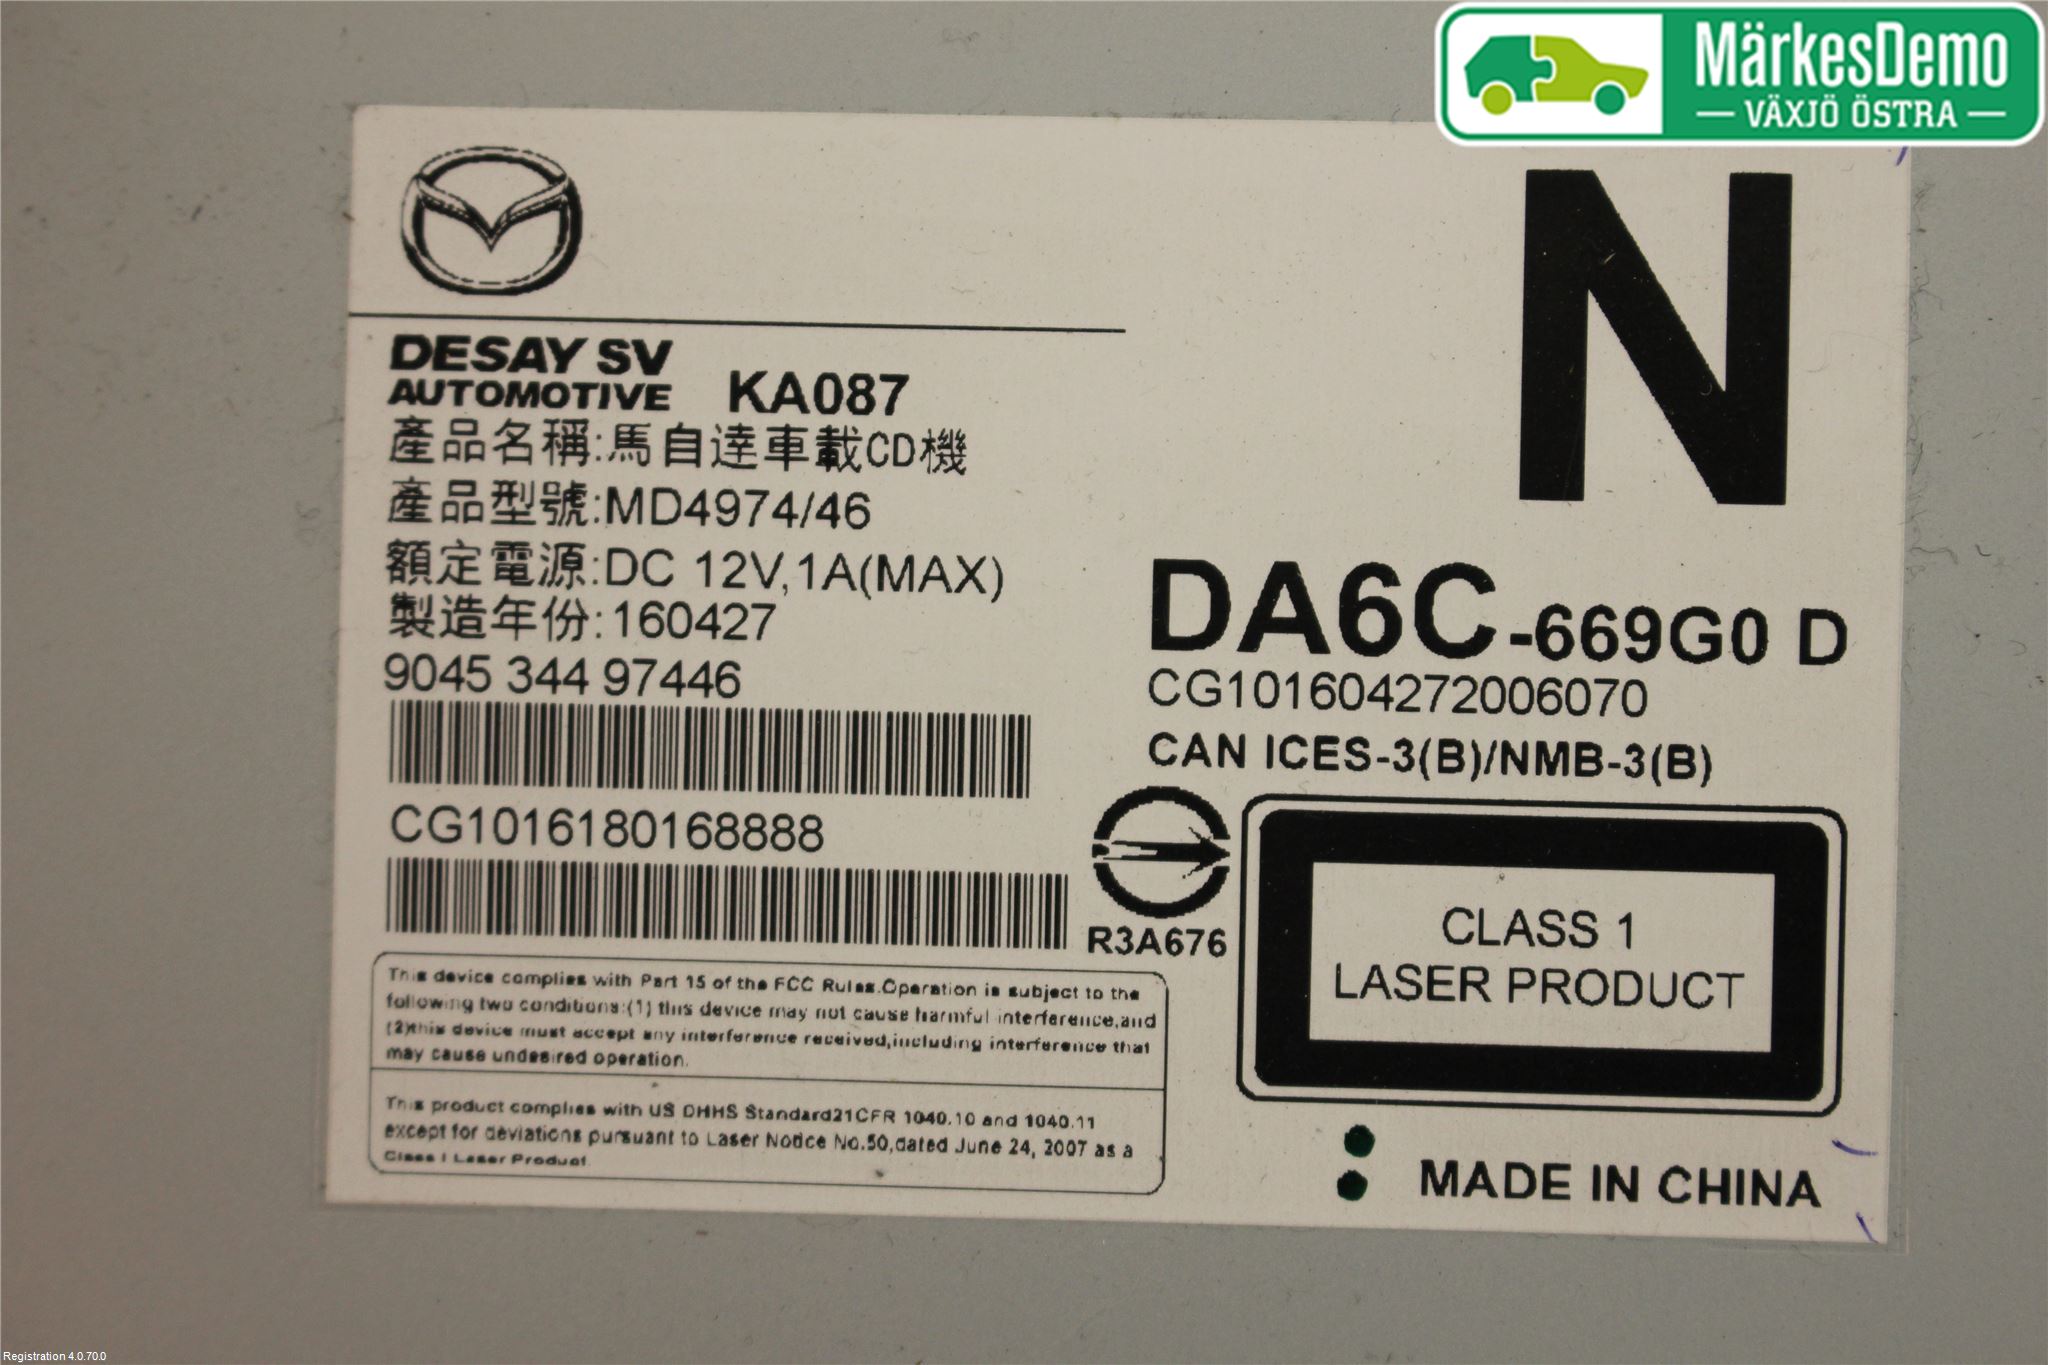 MärkesDemo
VÄXJÖ ÖSTRA
N
DESAY SV
AUTOMOTIVE KA087
產品名稱:馬自達車載CD機
產品型號:MD4974/46
額定電源:DC 12V,1A(MAX)
製造年份:160427
9045 344 97446
CG1016180168888
DA6C-669G0 D
CG101604272006070
CAN ICES-3(B)/NMB-3(B)
R3A676
CLASS 1
LASER PRODUCT
This device complies with Part 15 of the FCC Rules.Operation is subject to the
following two conditions:(1) this device may not cause harmful interference,and
(2)this device must accept any interference received,including interference that
may cause undesired operation.
This product complies with US DHHS Standard21CFR 1040.10 and 1040.11
except for deviations pursuant to Laser Notice No.50,dated June 24, 2007 as a
Class I Laser Product.
MADE IN CHINA
Registration 4.0.70.0